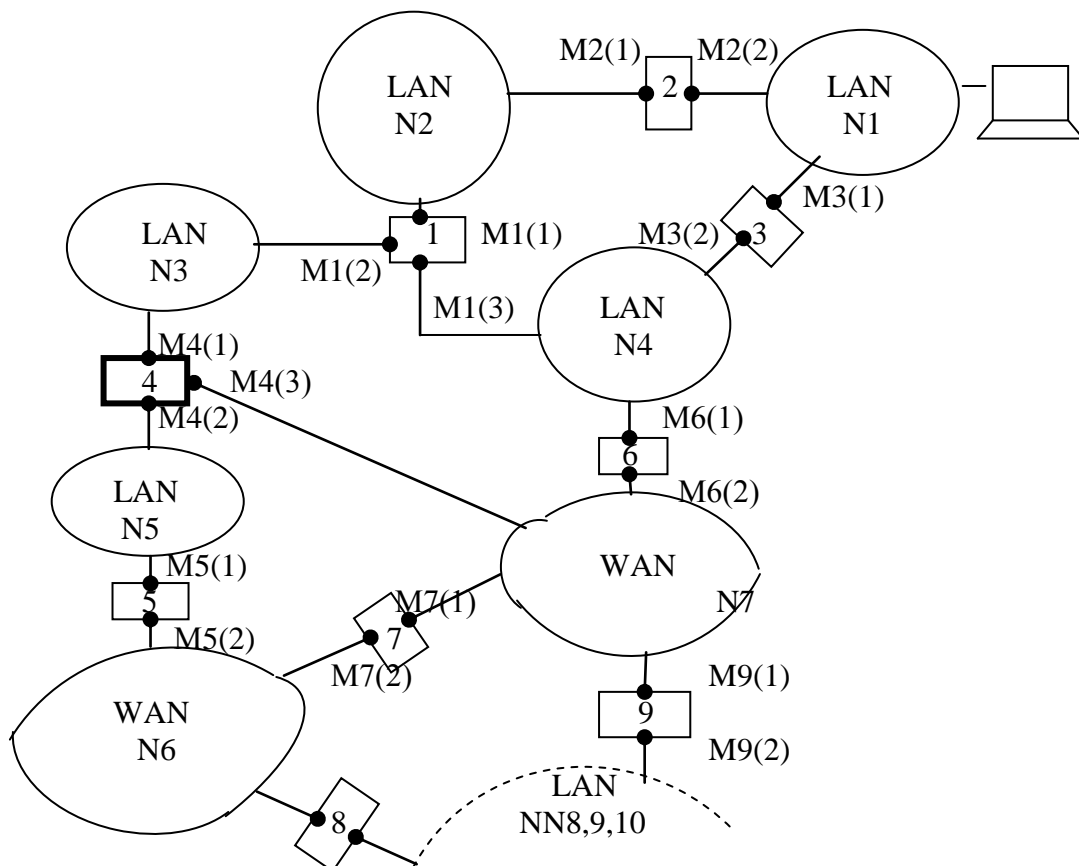 M2(1)
M2(2)
LAN
N2
2
LAN
N1
M3(1)
1
M1(1)
M3(2)
3
LAN
N3
M1(2)
M1(3)
LAN
N4
M4(1)
4
M4(3)
M4(2)
M6(1)
6
M6(2)
LAN
N5
WAN
N7
M5(1)
5
M5(2)
M7(1)
7
M7(2)
M9(1)
9
M9(2)
WAN
N6
LAN
NN8,9,10
8